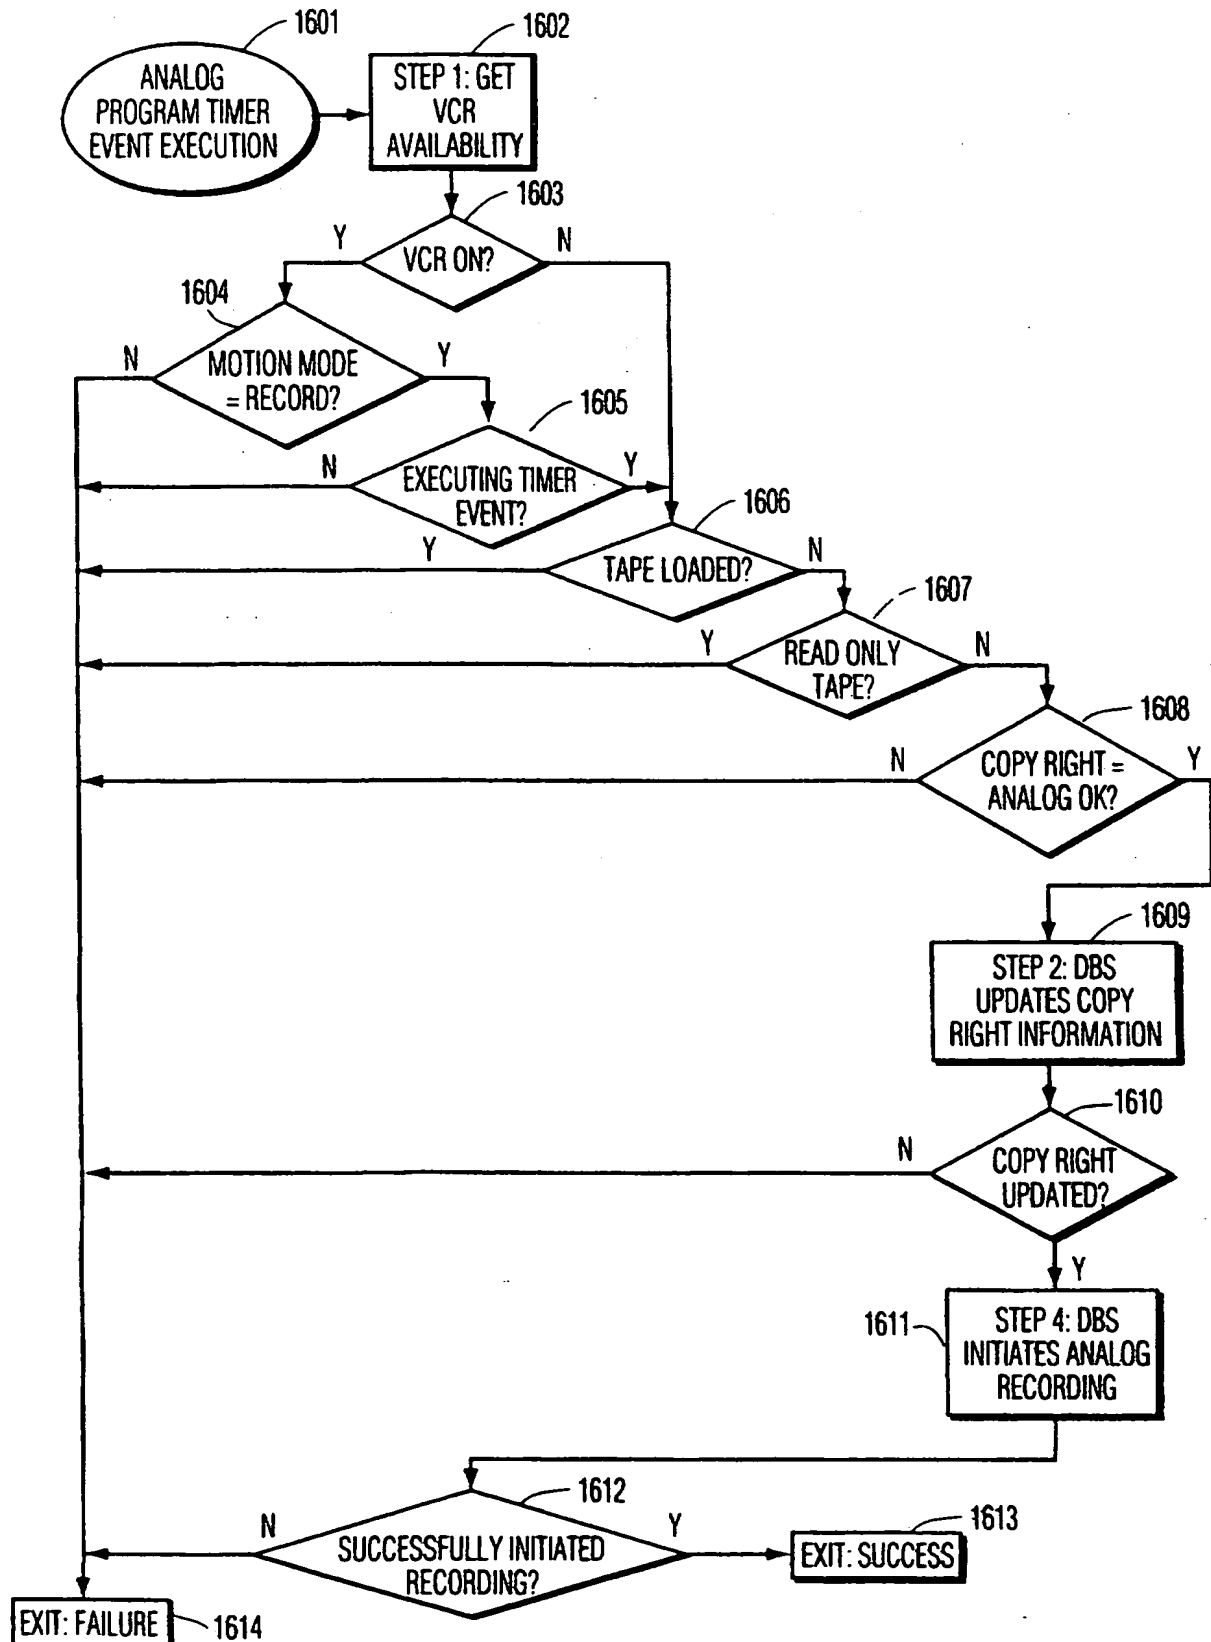 1601
ANALOG
PROGRAM TIMER
EVENT EXECUTION
1602
STEP 1: GET
VCR
AVAILABILITY
1603
Y
VCR ON?
N
1604
N
MOTION MODE
= RECORD?
Y
1605
N
EXECUTING TIMER
EVENT?
Y
1606
Y
TAPE LOADED?
N
1607
Y
READ ONLY
TAPE?
N
1608
N
COPY RIGHT =
ANALOG OK?
Y
1609
STEP 2: DBS
UPDATES COPY
RIGHT INFORMATION
1610
N
COPY RIGHT
UPDATED?
Y
1611
STEP 4: DBS
INITIATES ANALOG
RECORDING
1612
N
SUCCESSFULLY INITIATED
RECORDING?
Y
1613
EXIT: SUCCESS
EXIT: FAILURE
1614